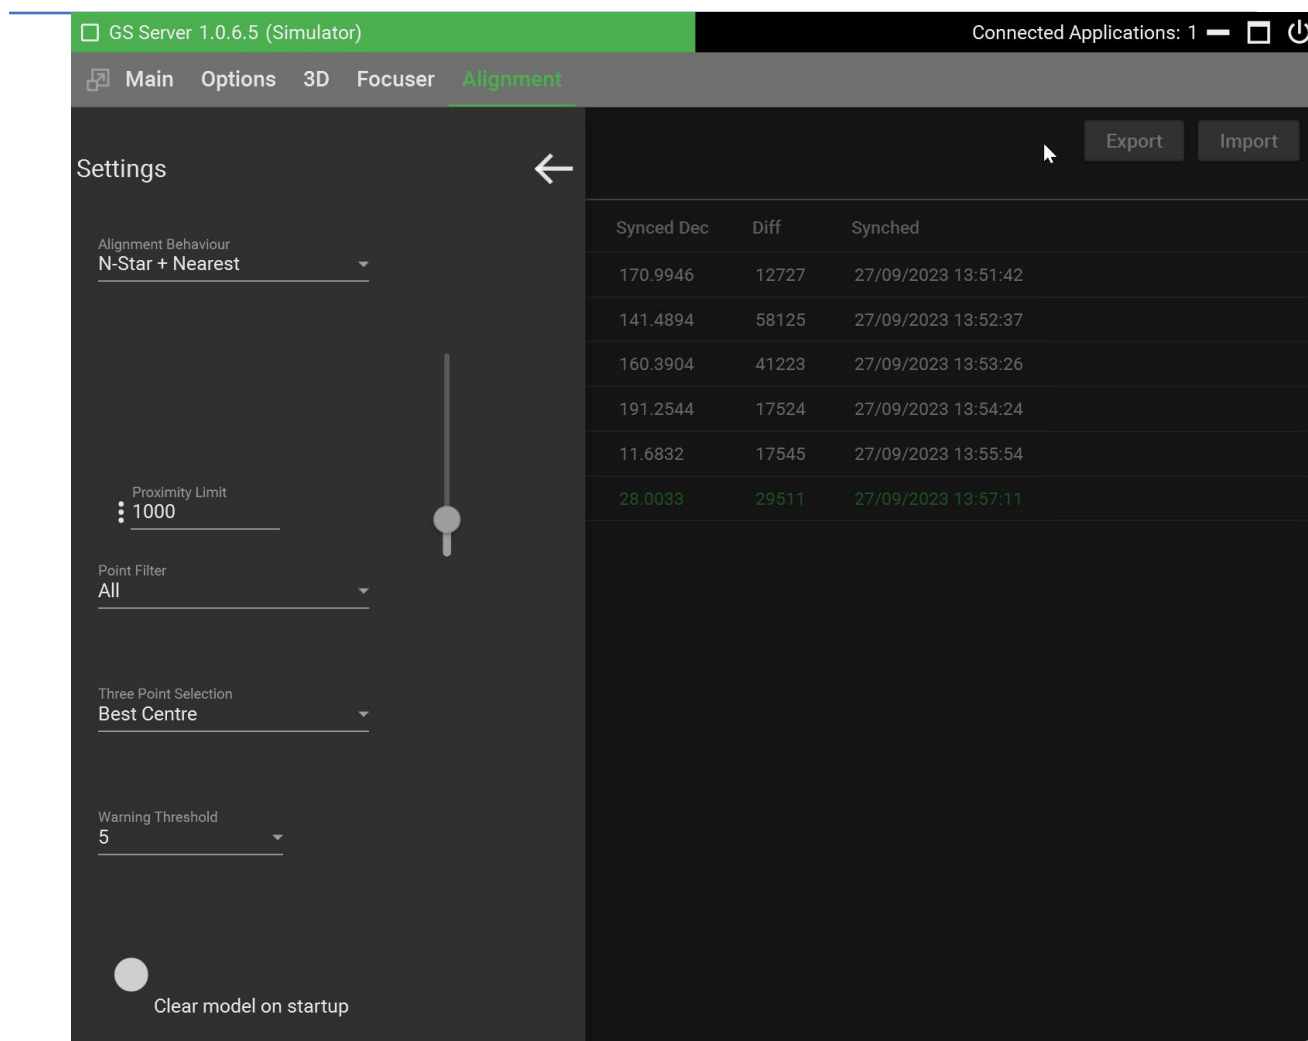 GS Server 1.0.6.5 (Simulator) Connected Applications: 1
Main Options 3D Focuser Alignment
Settings
Export Import
Alignment Behaviour
N-Star + Nearest
Proximity Limit
1000
Point Filter
All
Three Point Selection
Best Centre
Warning Threshold
5
Clear model on startup
Synced Dec Diff Synched
170.9946 12727 27/09/2023 13:51:42
141.4894 58125 27/09/2023 13:52:37
160.3904 41223 27/09/2023 13:53:26
191.2544 17524 27/09/2023 13:54:24
11.6832 17545 27/09/2023 13:55:54
28.0033 29511 27/09/2023 13:57:11